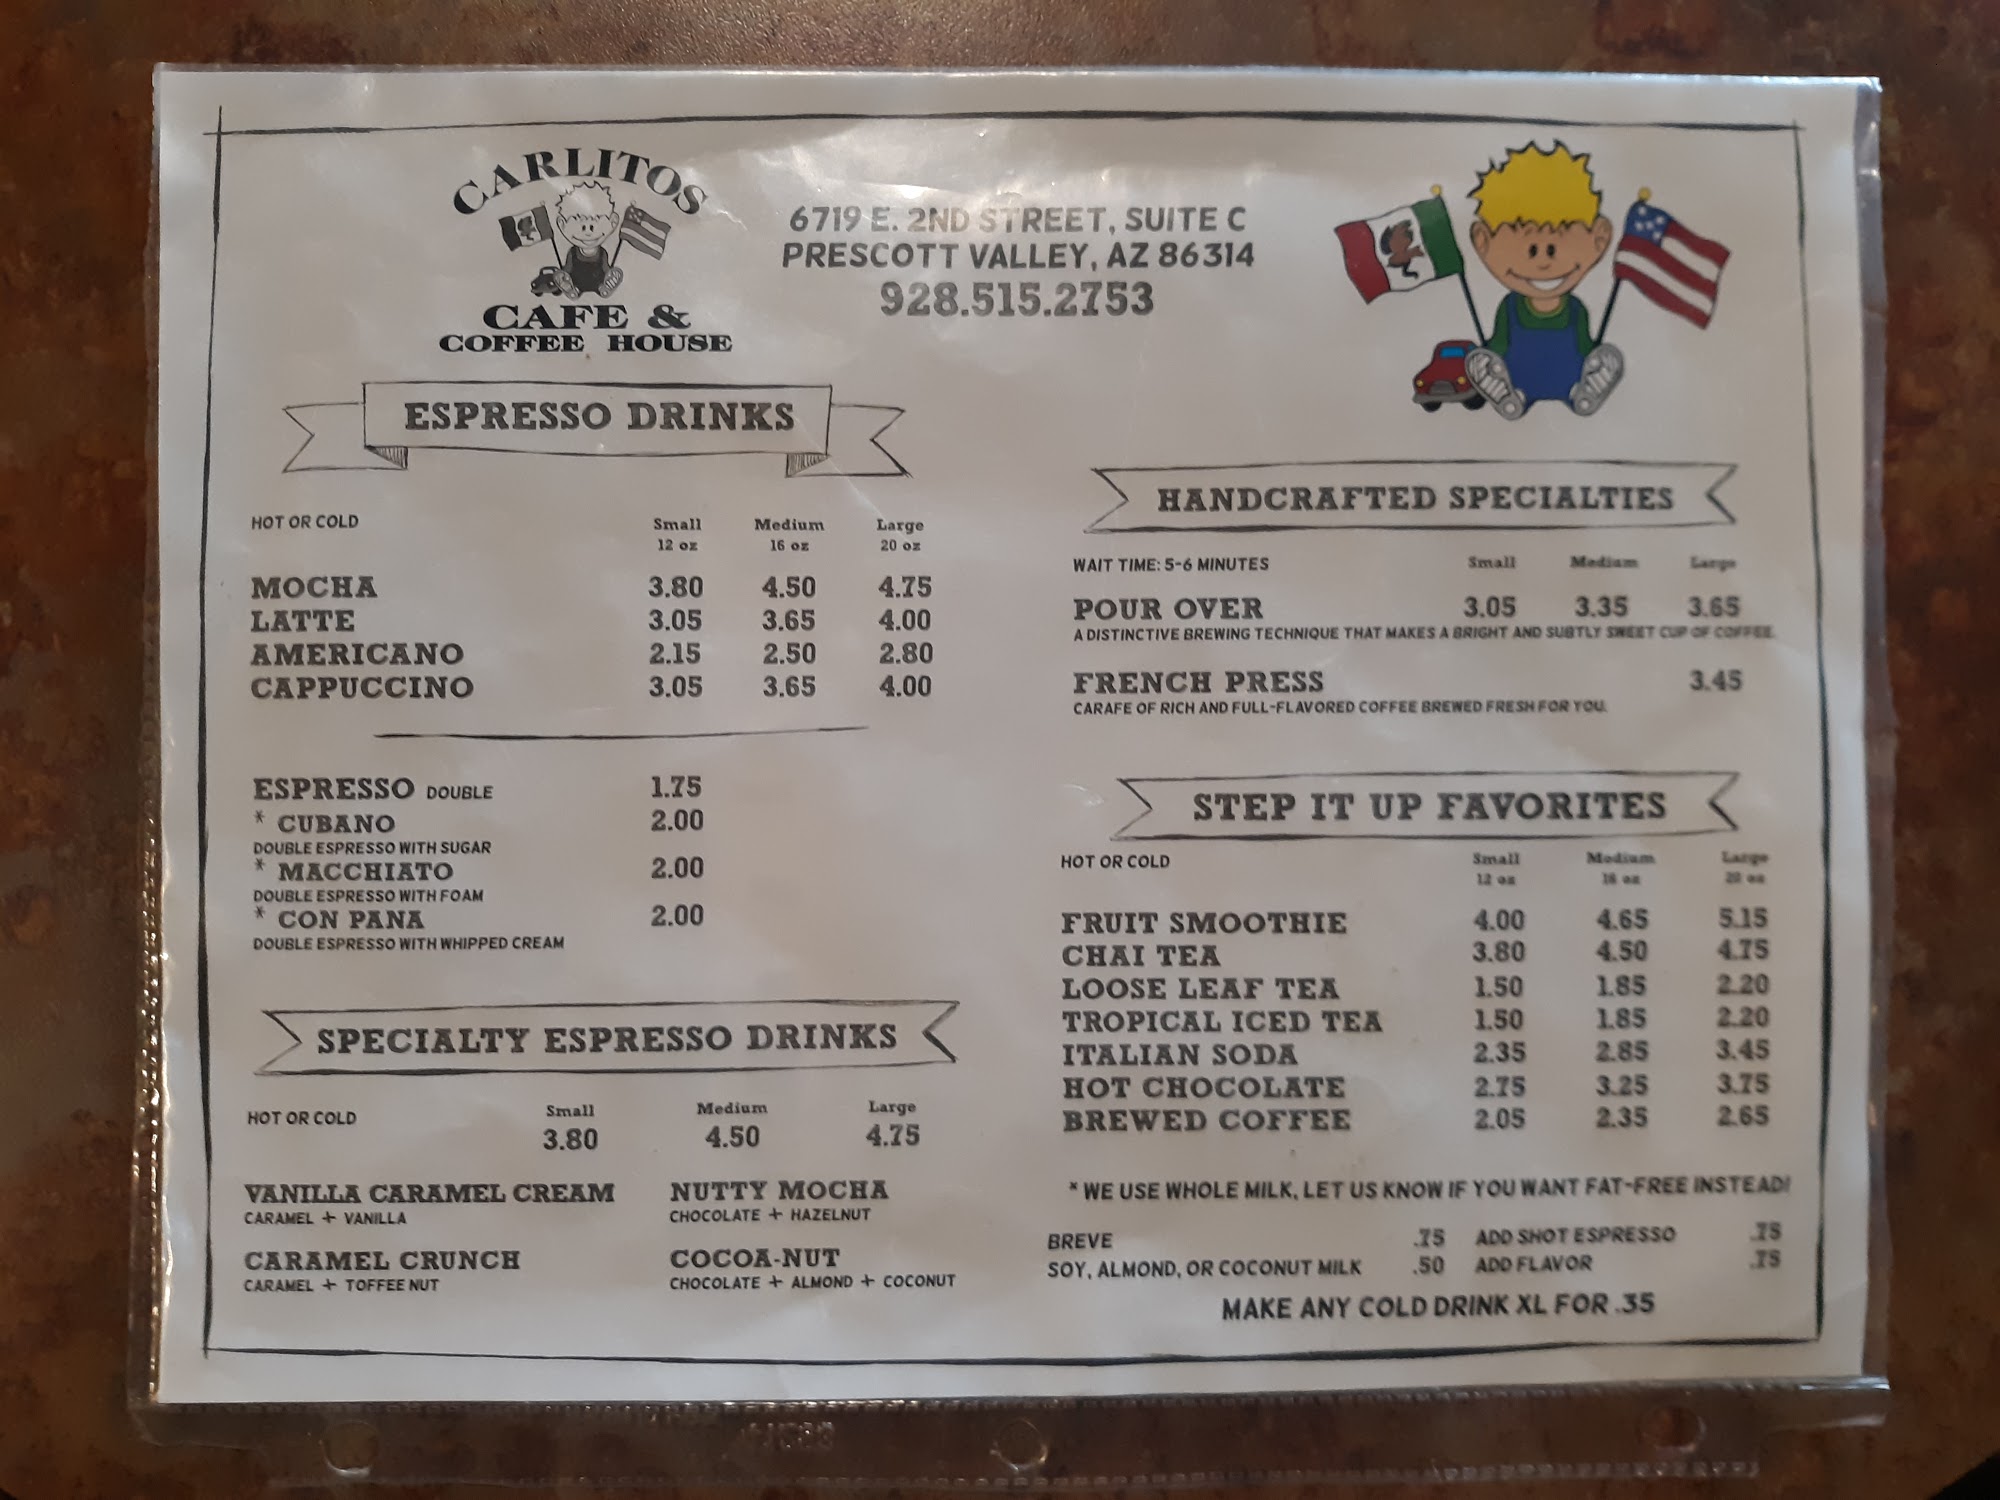 CARLITOS
CAFE &
COFFEE HOUSE
6719 E. 2ND STREET, SUITE C
PRESCOTT VALLEY, AZ 86314
928.515.2753
ESPRESSO DRINKS
HOT OR COLD Small Medium Large
12 oz 16 oz 20 oz
MOCHA 3.80 4.50 4.75
LATTE 3.05 3.65 4.00
AMERICANO 2.15 2.50 2.80
CAPPUCCINO 3.05 3.65 4.00
ESPRESSO DOUBLE 1.75
* CUBANO 2.00
DOUBLE ESPRESSO WITH SUGAR
* MACCHIATO 2.00
DOUBLE ESPRESSO WITH FOAM
* CON PANA 2.00
DOUBLE ESPRESSO WITH WHIPPED CREAM
SPECIALTY ESPRESSO DRINKS
HOT OR COLD Small Medium Large
3.80 4.50 4.75
VANILLA CARAMEL CREAM
CARAMEL + VANILLA
NUTTY MOCHA
CHOCOLATE + HAZELNUT
CARAMEL CRUNCH
CARAMEL + TOFFEE NUT
COCOA-NUT
CHOCOLATE + ALMOND + COCONUT
HANDCRAFTED SPECIALTIES
WAIT TIME: 5-6 MINUTES Small Medium Large
POUR OVER 3.05 3.35 3.65
A DISTINCTIVE BREWING TECHNIQUE THAT MAKES A BRIGHT AND SUBTLY SWEET CUP OF COFFEE.
FRENCH PRESS 3.45
CARAFE OF RICH AND FULL-FLAVORED COFFEE BREWED FRESH FOR YOU.
STEP IT UP FAVORITES
HOT OR COLD Small Medium Large
12 oz 16 oz 20 oz
FRUIT SMOOTHIE 4.00 4.65 5.15
CHAI TEA 3.80 4.50 4.75
LOOSE LEAF TEA 1.50 1.85 2.20
TROPICAL ICED TEA 1.50 1.85 2.20
ITALIAN SODA 2.35 2.85 3.45
HOT CHOCOLATE 2.75 3.25 3.75
BREWED COFFEE 2.05 2.35 2.65
* WE USE WHOLE MILK, LET US KNOW IF YOU WANT FAT-FREE INSTEAD!
BREVE .75 ADD SHOT ESPRESSO .75
SOY, ALMOND, OR COCONUT MILK .50 ADD FLAVOR .75
MAKE ANY COLD DRINK XL FOR .35